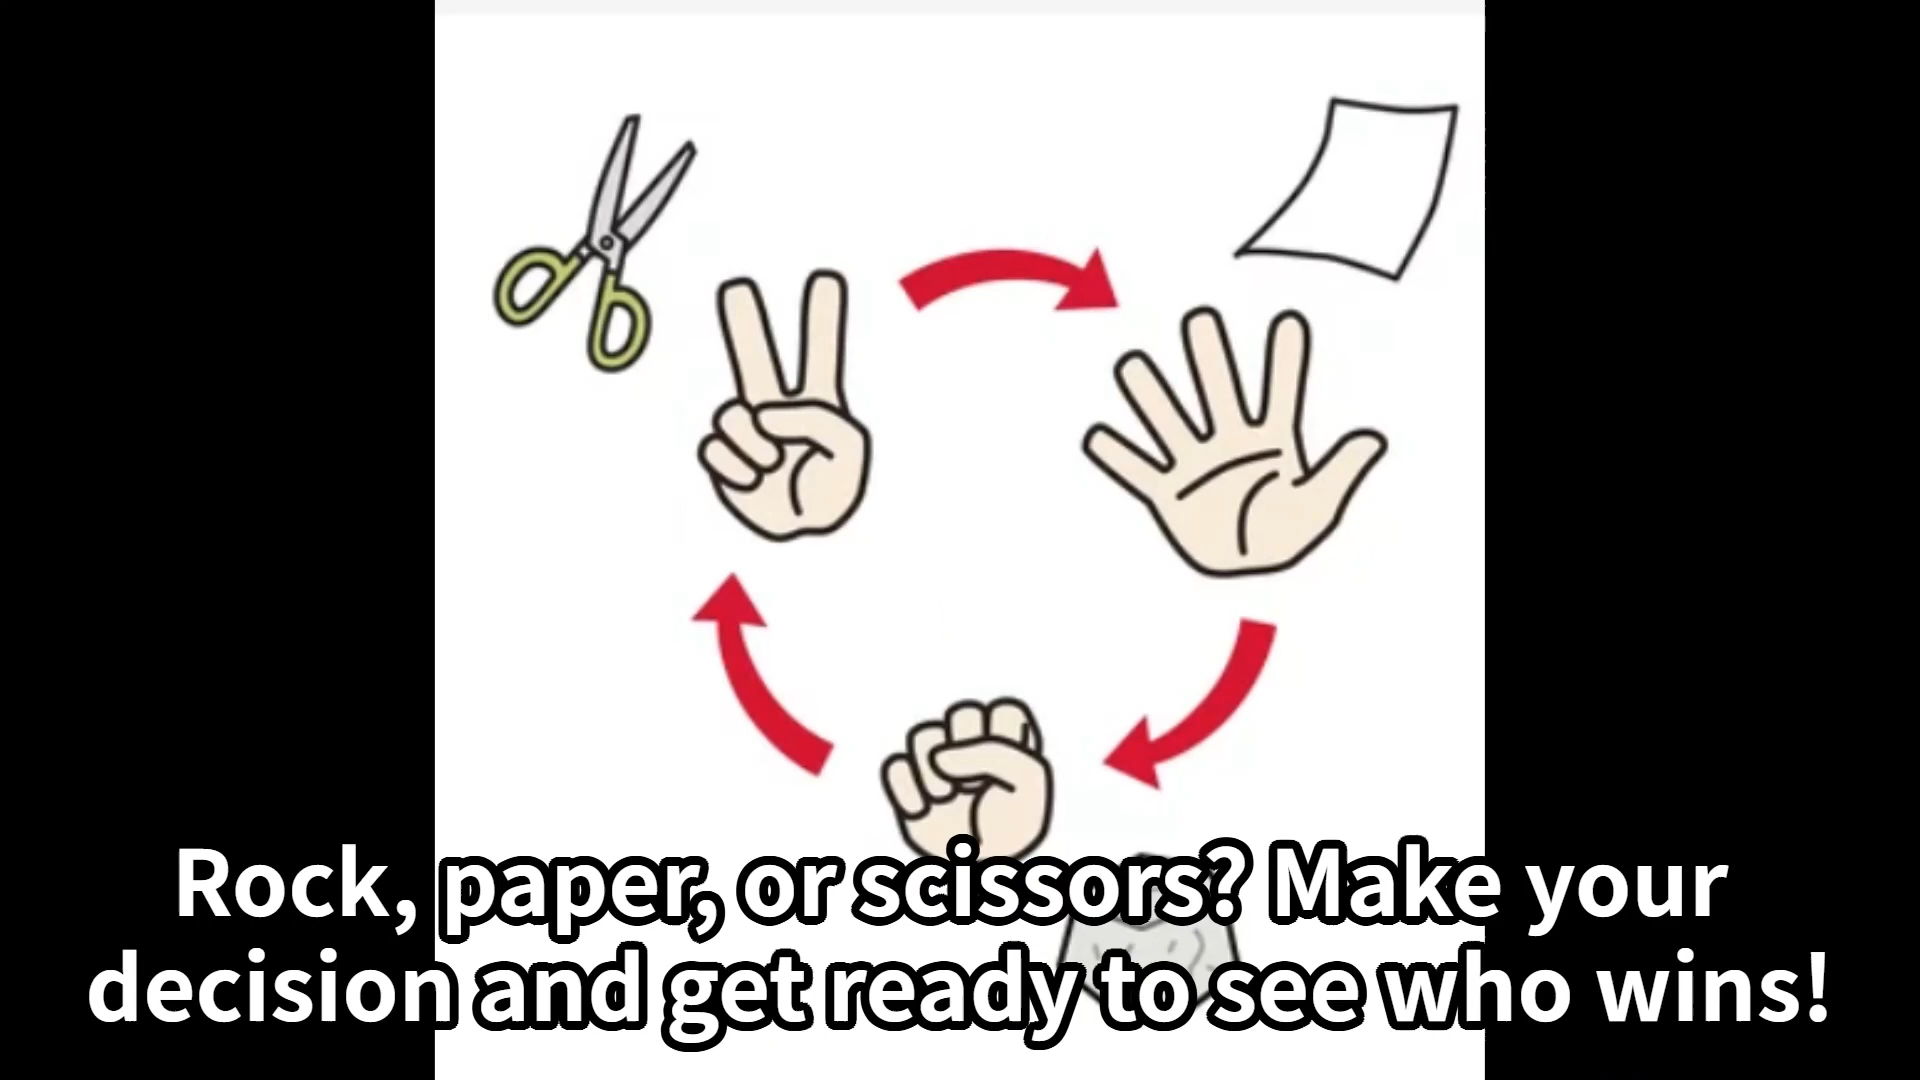 Rock, paper, or scissors? Make your
decision and get ready to see who wins!